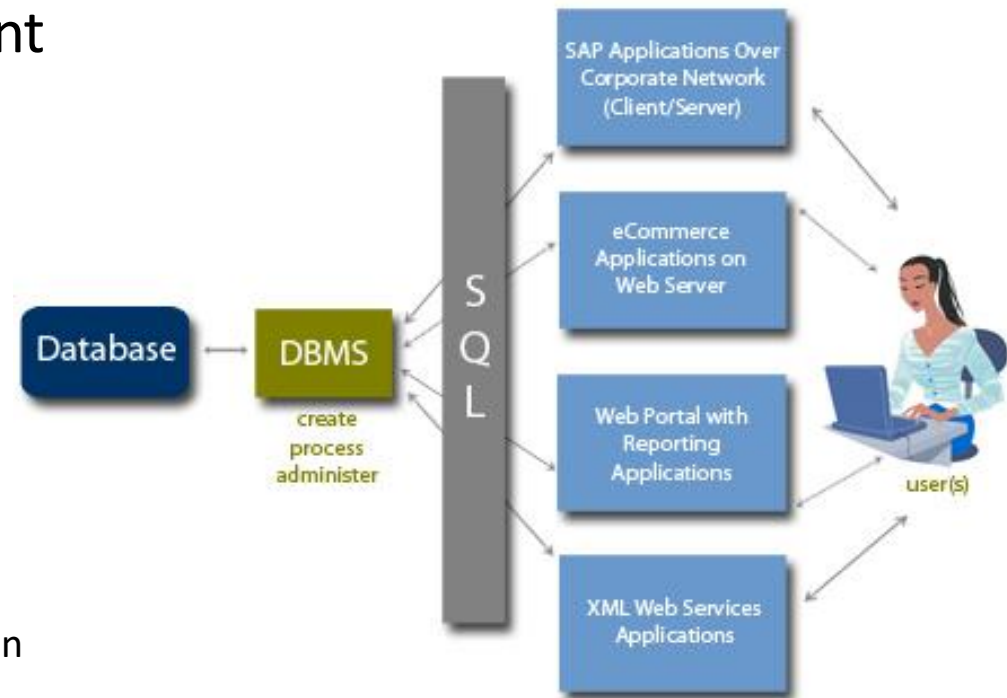 nt
SAP Applications Over
Corporate Network
(Client/Server)
eCommerce
Applications on
Web Server
S
Q
L
Database
DBMS
create
process
administer
Web Portal with
Reporting
Applications
user(s)
XML Web Services
Applications
n